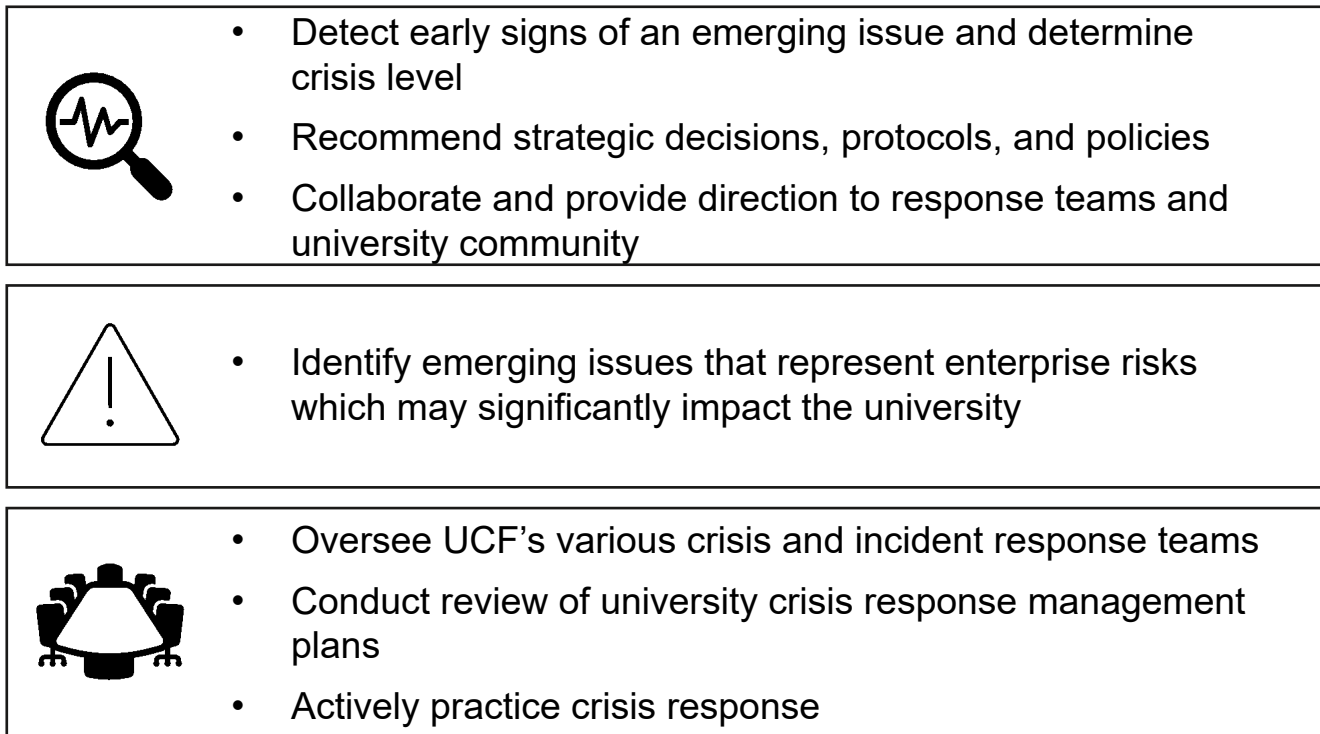 • Detect early signs of an emerging issue and determine
crisis level
• Recommend strategic decisions, protocols, and policies
• Collaborate and provide direction to response teams and
university community
• Identify emerging issues that represent enterprise risks
which may significantly impact the university
• Oversee UCF’s various crisis and incident response teams
• Conduct review of university crisis response management
plans
• Actively practice crisis response